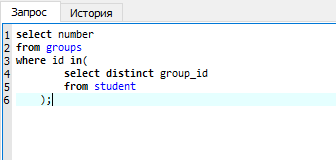 Запрос История
1 select number
2 from groups
3 where id in(
4 select distinct group_id
5 from student
6 );